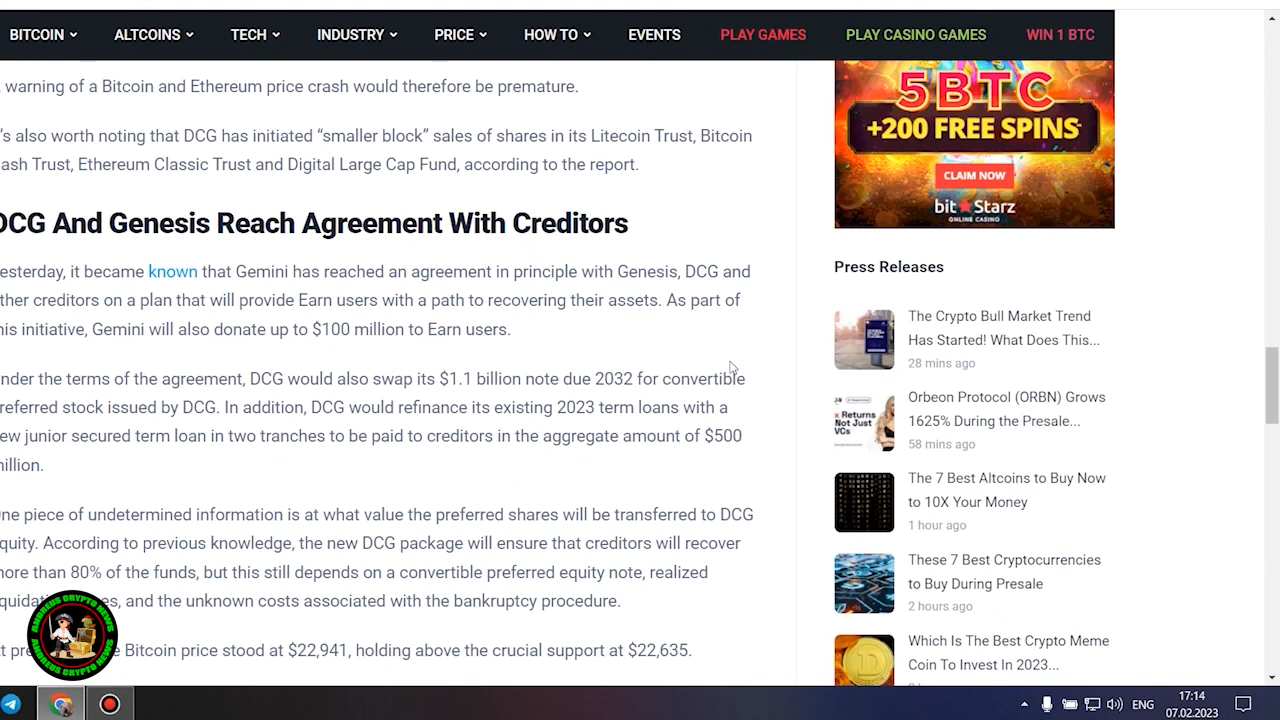 BITCOIN
ALTCOINS
TECH
INDUSTRY
PRICE
HOW TO
EVENTS
PLAY GAMES
PLAY CASINO GAMES
WIN 1 BTC
warning of a Bitcoin and Ethereum price crash would therefore be premature.
's also worth noting that DCG has initiated “smaller block” sales of shares in its Litecoin Trust, Bitcoin
ash Trust, Ethereum Classic Trust and Digital Large Cap Fund, according to the report.
DCG And Genesis Reach Agreement With Creditors
esterday, it became known that Gemini has reached an agreement in principle with Genesis, DCG and
ther creditors on a plan that will provide Earn users with a path to recovering their assets. As part of
his initiative, Gemini will also donate up to $100 million to Earn users.
nder the terms of the agreement, DCG would also swap its $1.1 billion note due 2032 for convertible
referred stock issued by DCG. In addition, DCG would refinance its existing 2023 term loans with a
ew junior secured term loan in two tranches to be paid to creditors in the aggregate amount of $500
illion.
ne piece of undetermined information is at what value the preferred shares will be transferred to DCG
quity. According to previous knowledge, the new DCG package will ensure that creditors will recover
ore than 80% of the funds, but this still depends on a convertible preferred equity note, realized
quidat es, and the unknown costs associated with the bankruptcy procedure.
t pre e Bitcoin price stood at $22,941, holding above the crucial support at $22,635.
5BTC
+200 FREE SPINS
CLAIM NOW
bitStarz
ONLINE CASINO
Press Releases
The Crypto Bull Market Trend
Has Started! What Does This...
28 mins ago
Orbeon Protocol (ORBN) Grows
1625% During the Presale...
58 mins ago
x Returns
Not Just
VCs
The 7 Best Altcoins to Buy Now
to 10X Your Money
1 hour ago
These 7 Best Cryptocurrencies
to Buy During Presale
2 hours ago
Which Is The Best Crypto Meme
Coin To Invest In 2023...
ANDREUS CRYPTO NEWS
ANDREUS CRYPTO NEWS
ENG
17:14
07.02.2023